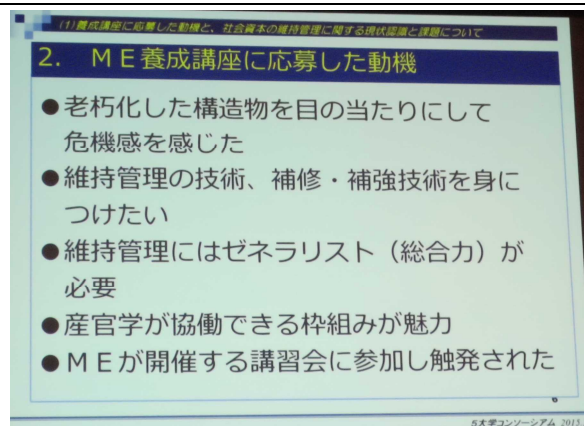 (1)養成講座に応募した動機と、社会資本の維持管理に関する現状認識と課題について
2. ME養成講座に応募した動機
●老朽化した構造物を目の当たりにして
危機感を感じた
●維持管理の技術、補修・補強技術を身に
つけたい
●維持管理にはゼネラリスト（総合力）が
必要
●産官学が協働できる枠組みが魅力
●MEが開催する講習会に参加し触発された
6
5大学コンソーシアム 2015